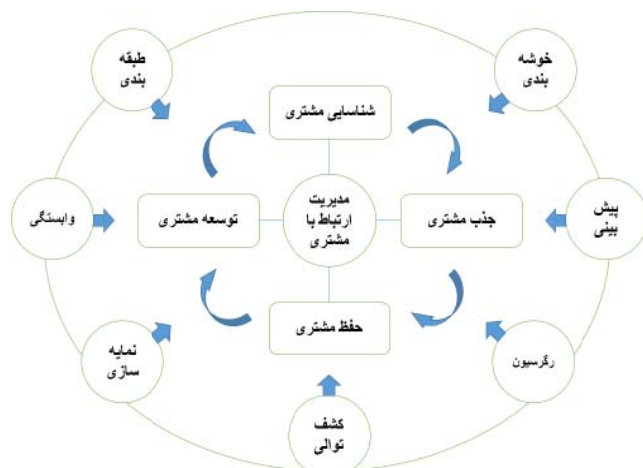 خوشه
بندی
طبقه
بندی
شناسایی مشتری
پیش
بینی
جذب مشتری
مدیریت
ارتباط با
مشتری
توسعه مشتری
وابستگی
حفظ مشتری
رگرسیون
نمایه
سازی
کشف
توالی